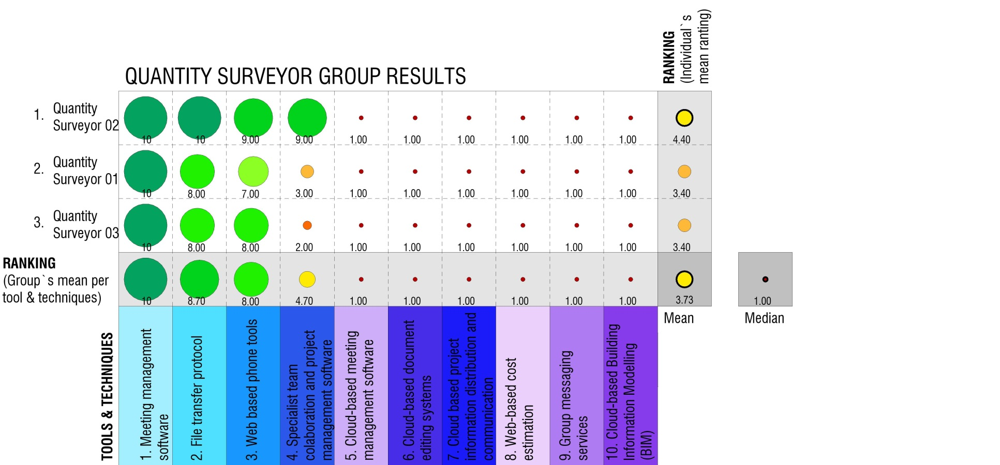 RANKING
(Individual`s
mean ranting)
QUANTITY SURVEYOR GROUP RESULTS
1. Quantity
Surveyor 02
10 10 9.00 9.00 1.00 1.00 1.00 1.00 1.00 1.00 4.40
2. Quantity
Surveyor 01
10 8.00 7.00 3.00 1.00 1.00 1.00 1.00 1.00 1.00 3.40
3. Quantity
Surveyor 03
10 8.00 8.00 2.00 1.00 1.00 1.00 1.00 1.00 1.00 3.40
RANKING
(Group`s mean per
tool & techniques)
10 8.70 8.00 4.70 1.00 1.00 1.00 1.00 1.00 1.00 3.73 1.00
Mean Median
TOOLS & TECHNIQUES
1. Meeting management
software
2. File transfer protocol
3. Web based phone tools
4. Specialist team
colaboration and project
management software
5. Cloud-based meeting
management software
6. Cloud-based document
editing systems
7. Cloud based project
information distribution and
communication
8. Web-based cost
estimation
9. Group messaging
services
10. Cloud-based Building
Information Modelling
(BIM)